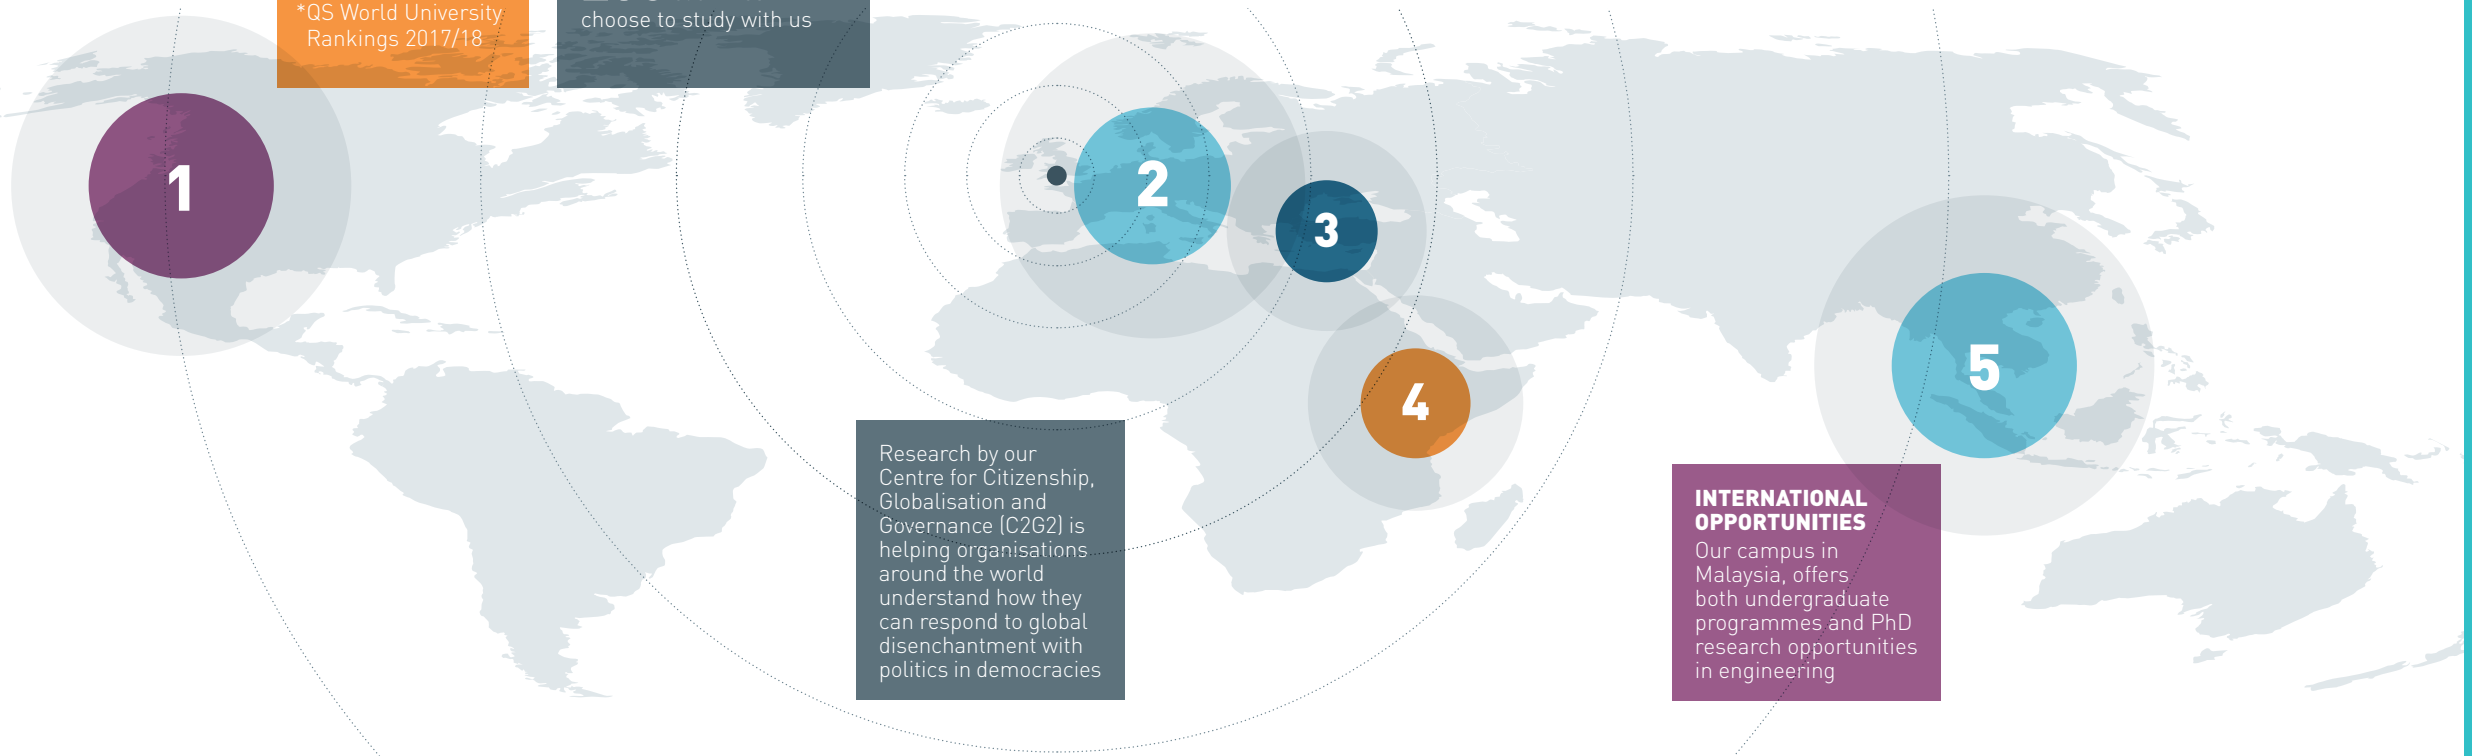 *QS World University
Rankings 2017/18
choose to study with us
1
2
3
4
5
Research by our
Centre for Citizenship,
Globalisation and
Governance (C2G2) is
helping organisations
around the world
understand how they
can respond to global
disenchantment with
politics in democracies
INTERNATIONAL
OPPORTUNITIES
Our campus in
Malaysia, offers
both undergraduate
programmes and PhD
research opportunities
in engineering